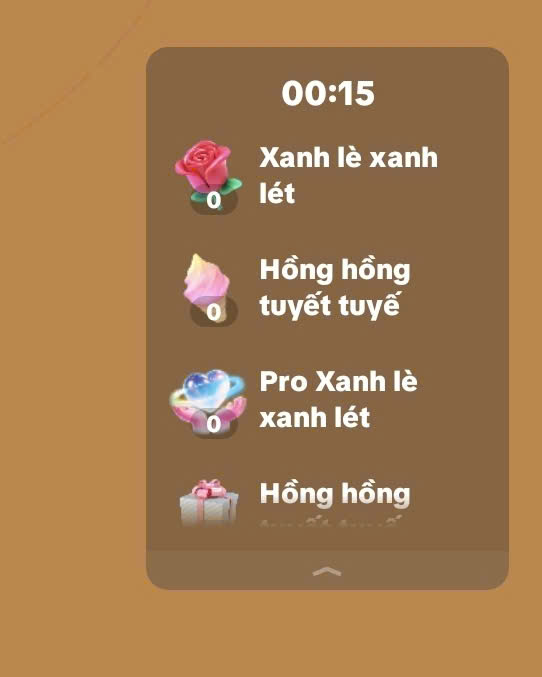 00:15
Xanh lè xanh
lét
0
Hồng hồng
tuyết tuyế
0
Pro Xanh lè
xanh lét
0
Hồng hồng